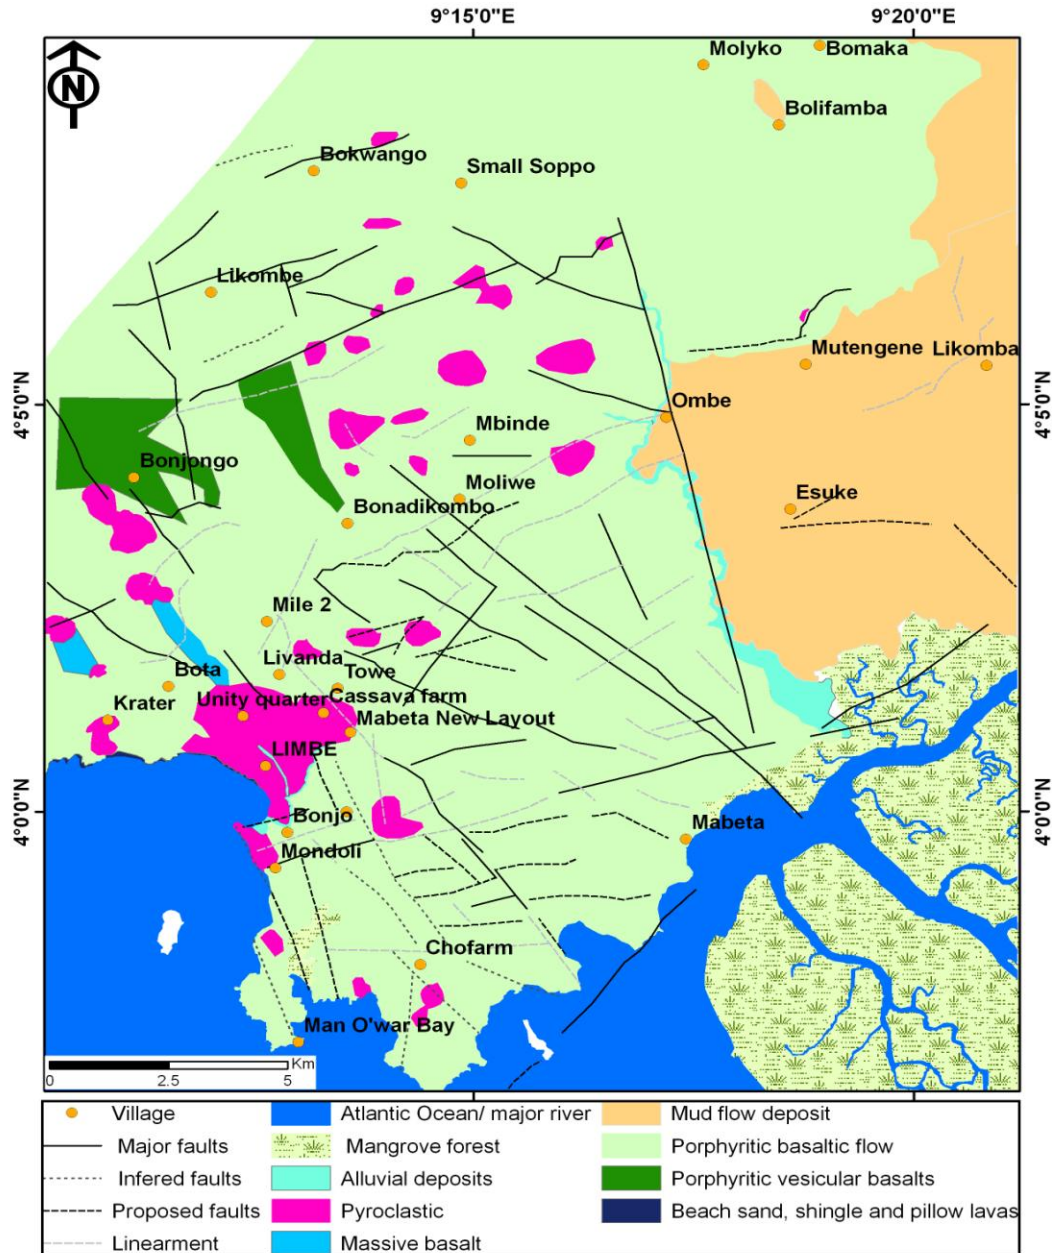 9°15'0"E 9°20'0"E
N
Molyko
Bomaka
Bolifamba
Bokwango
Small Soppo
Likombe
Mutengene
Likomba
4°5'0"N
4°5'0"N
Ombe
Mbinde
Bonjongo
Moliwe
Esuke
Bonadikombo
Mile 2
Livanda
Bota
Towe
Krater
Unity quarter
Cassava farm
Mabeta New Layout
LIMBE
4°0'0"N
4°0'0"N
Bonjo
Mabeta
Mondoli
Chofarm
Man O'war Bay
Km
0 2.5 5
Village
Atlantic Ocean/ major river
Mud flow deposit
Major faults
Mangrove forest
Porphyritic basaltic flow
Infered faults
Alluvial deposits
Porphyritic vesicular basalts
Proposed faults
Pyroclastic
Beach sand, shingle and pillow lavas
Linearment
Massive basalt